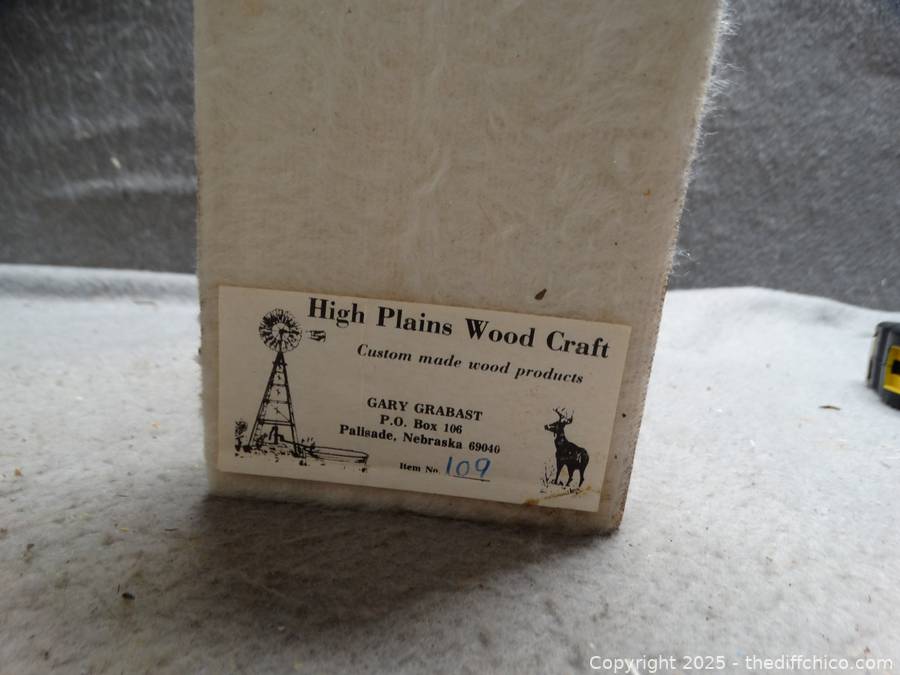 High Plains Wood Craft
Custom made wood products
GARY GRABAST
P.O. Box 106
Palisade, Nebraska 69040
Item No. 109
Copyright 2025 - thediffchico.com